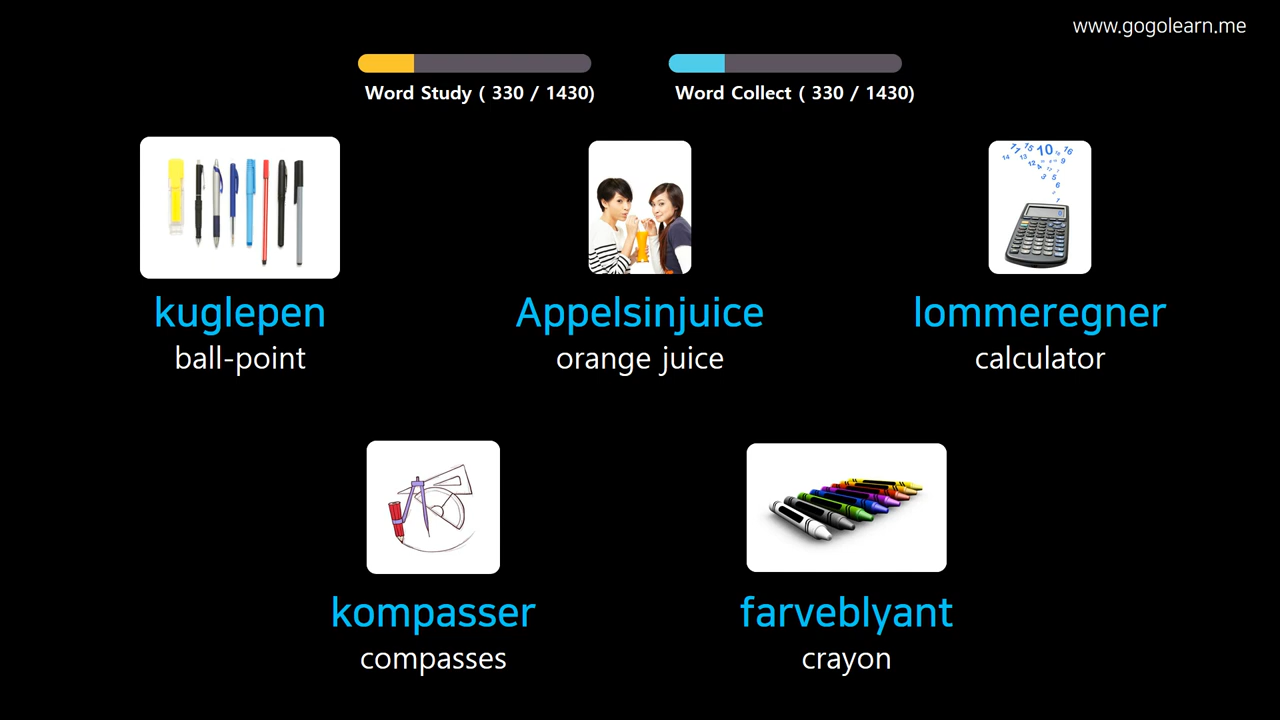 www.gogolearn.me
Word Study ( 330 / 1430)
Word Collect ( 330 / 1430)
kuglepen
ball-point
Appelsinjuice
orange juice
lommeregner
calculator
kompasser
compasses
farveblyant
crayon